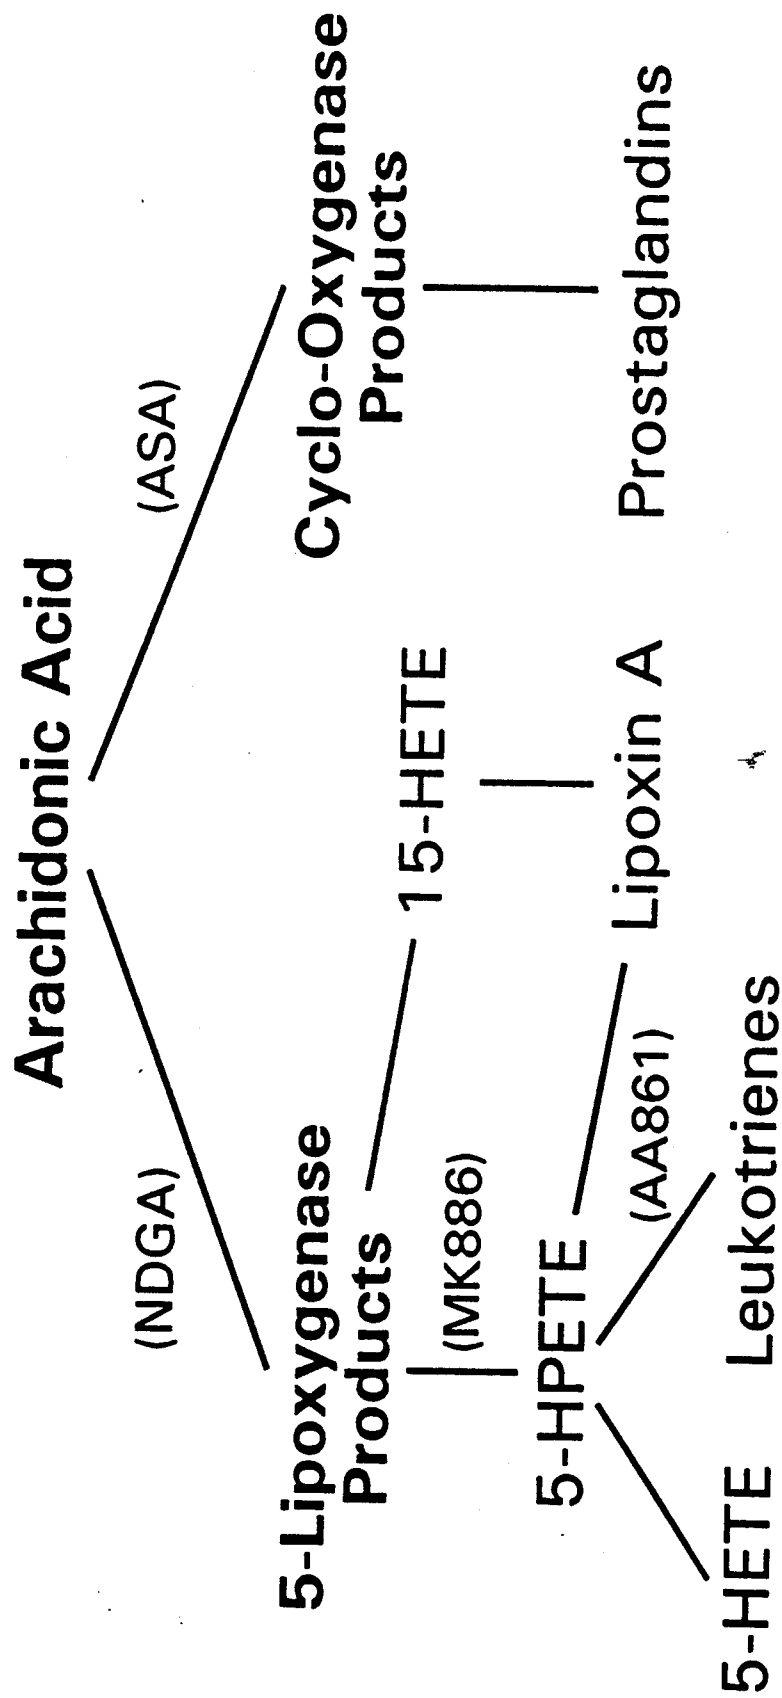 Arachidonic Acid
(NDGA)
(ASA)
5-Lipoxygenase
Products
Cyclo-Oxygenase
Products
15-HETE
(MK886)
5-HPETE
Lipoxin A
Prostaglandins
(AA861)
5-HETE
Leukotrienes